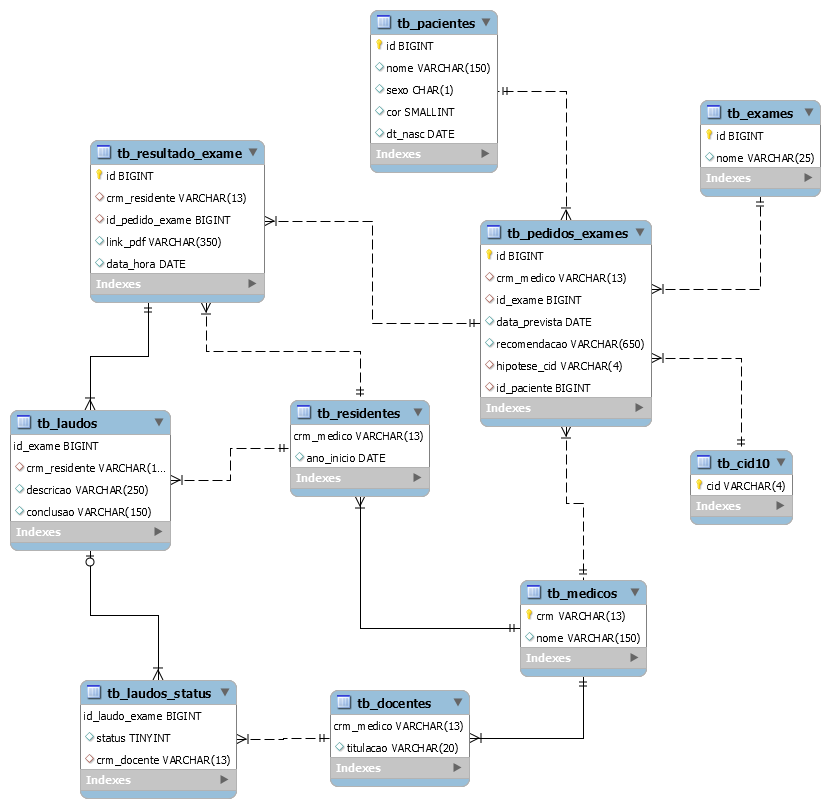 tb_pacientes
id BIGINT
nome VARCHAR(150)
sexo CHAR(1)
cor SMALLINT
dt_nasc DATE
Indexes
tb_exames
id BIGINT
nome VARCHAR(25)
Indexes
tb_resultado_exame
id BIGINT
crm_residente VARCHAR(13)
id_pedido_exame BIGINT
link_pdf VARCHAR(350)
data_hora DATE
Indexes
tb_pedidos_exames
id BIGINT
crm_medico VARCHAR(13)
id_exame BIGINT
data_prevista DATE
recomendacao VARCHAR(650)
hipotese_cid VARCHAR(4)
id_paciente BIGINT
Indexes
tb_laudos
id_exame BIGINT
crm_residente VARCHAR(1...
descricao VARCHAR(250)
conclusao VARCHAR(150)
Indexes
tb_residentes
crm_medico VARCHAR(13)
ano_inicio DATE
Indexes
tb_cid10
cid VARCHAR(4)
Indexes
tb_medicos
crm VARCHAR(13)
nome VARCHAR(150)
Indexes
tb_laudos_status
id_laudo_exame BIGINT
status TINYINT
crm_docente VARCHAR(13)
Indexes
tb_docentes
crm_medico VARCHAR(13)
titulacao VARCHAR(20)
Indexes